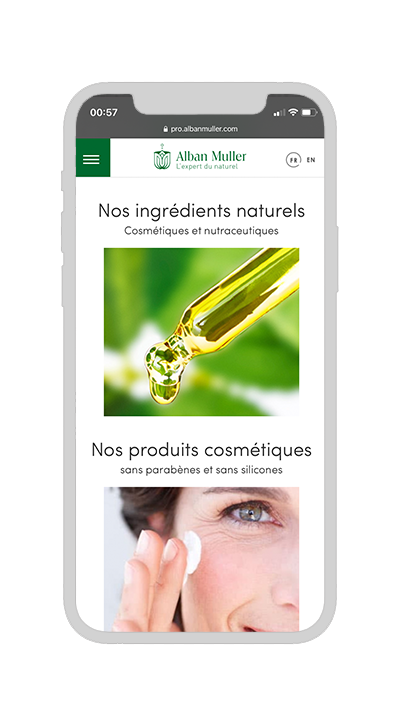 00:57
pro.albanmuller.com
Alban Muller
L'expert du naturel
FR EN
Nos ingrédients naturels
Cosmétiques et nutraceutiques
Nos produits cosmétiques
sans parabènes et sans silicones